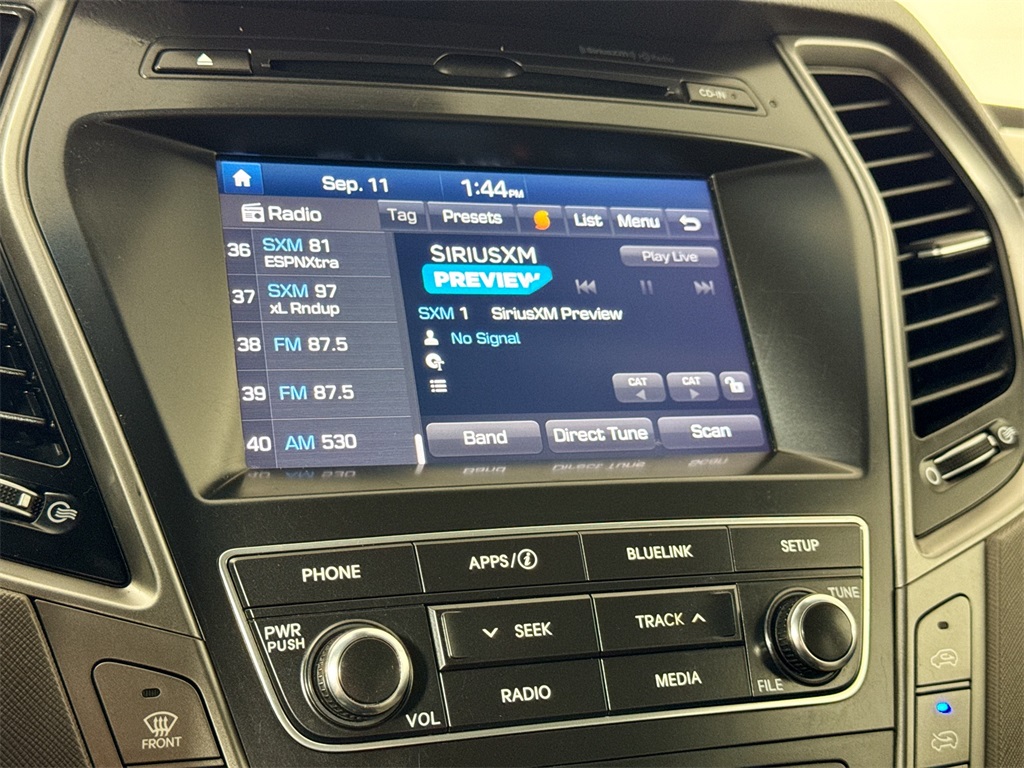 CD-IN
Sep. 11 1:44PM
Radio Tag Presets List Menu
36 SXM 81
ESPNXtra
37 SXM 97
xL Rndup
38 FM 87.5
39 FM 87.5
40 AM 530
SIRIUSXM
PREVIEW
Play Live
SXM 1 SiriusXM Preview
No Signal
CAT CAT
Band Direct Tune Scan
PHONE APPS/i BLUELINK SETUP
PWR
PUSH
VOL
SEEK TRACK
RADIO MEDIA
TUNE
FILE
FRONT